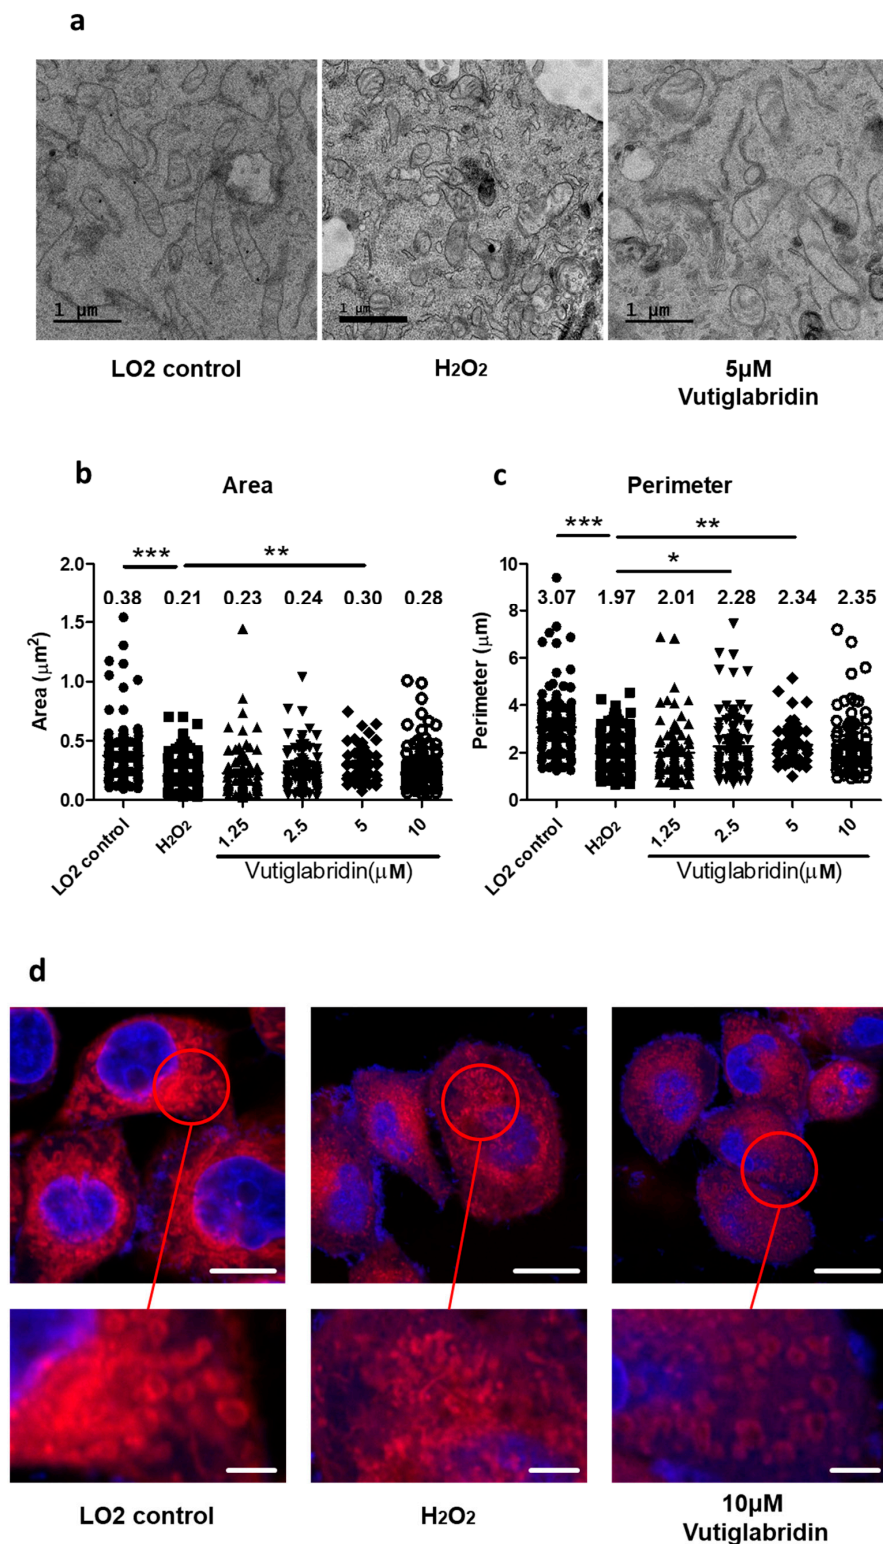 a
1 µm
1 µm
1 µm
LO2 control
H2O2
5µM
Vutiglabridin
b
Area
***
**
2.0
1.5
1.0
0.5
0.0
Area (µm²)
0.38
0.21
0.23
0.24
0.30
0.28
LO2 control
H2O2
1.25
2.5
5
10
Vutiglabridin(µM)
c
Perimeter
***
**
*
10
8
6
4
2
0
Perimeter (µm)
3.07
1.97
2.01
2.28
2.34
2.35
LO2 control
H2O2
1.25
2.5
5
10
Vutiglabridin(µM)
d
LO2 control
H2O2
10µM
Vutiglabridin